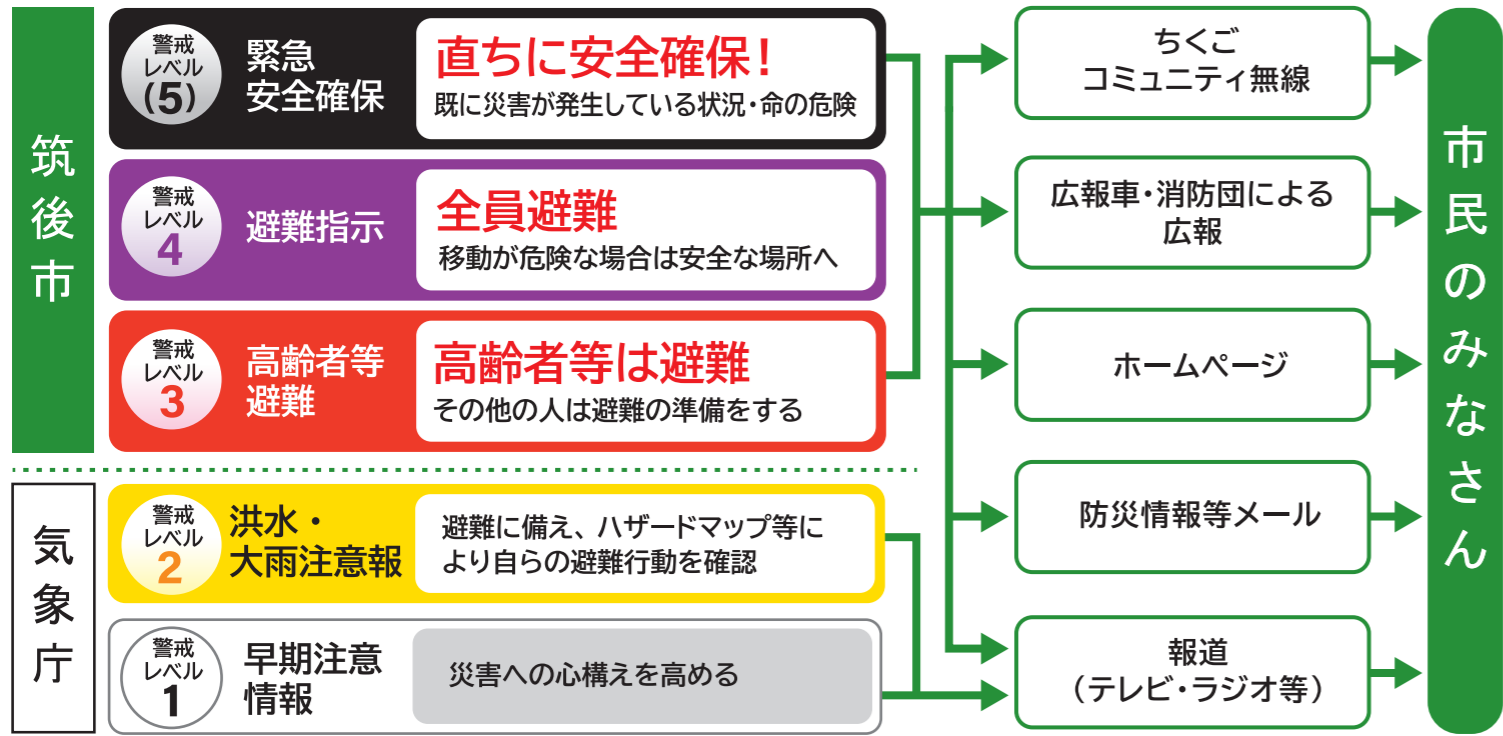 筑後市
警戒
レベル
(5)
緊急
安全確保
直ちに安全確保！
既に災害が発生している状況・命の危険
警戒
レベル
4
避難指示
全員避難
移動が危険な場合は安全な場所へ
警戒
レベル
3
高齢者等
避難
高齢者等は避難
その他の人は避難の準備をする
気象庁
警戒
レベル
2
洪水・
大雨注意報
避難に備え、ハザードマップ等に
より自らの避難行動を確認
警戒
レベル
1
早期注意
情報
災害への心構えを高める
ちくご
コミュニティ無線
広報車・消防団による
広報
ホームページ
防災情報等メール
報道
（テレビ・ラジオ等）
市民のみなさん